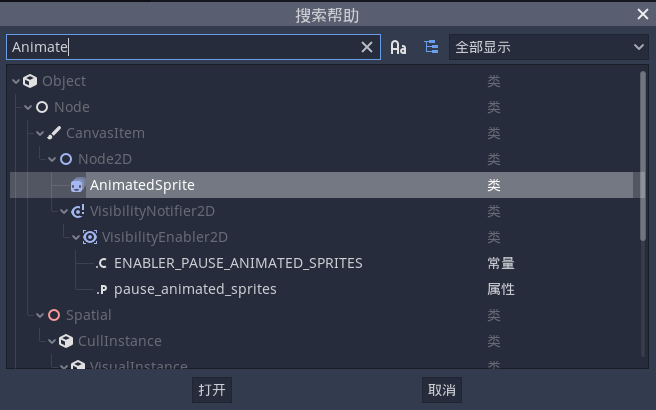 搜索帮助
Animate Aa 全部显示
Object 类
Node 类
CanvasItem 类
Node2D 类
AnimatedSprite 类
VisibilityNotifier2D 类
VisibilityEnabler2D 类
.C ENABLER_PAUSE_ANIMATED_SPRITES 常量
.P pause_animated_sprites 属性
Spatial 类
CullInstance 类
VisualInstance 类
打开 取消